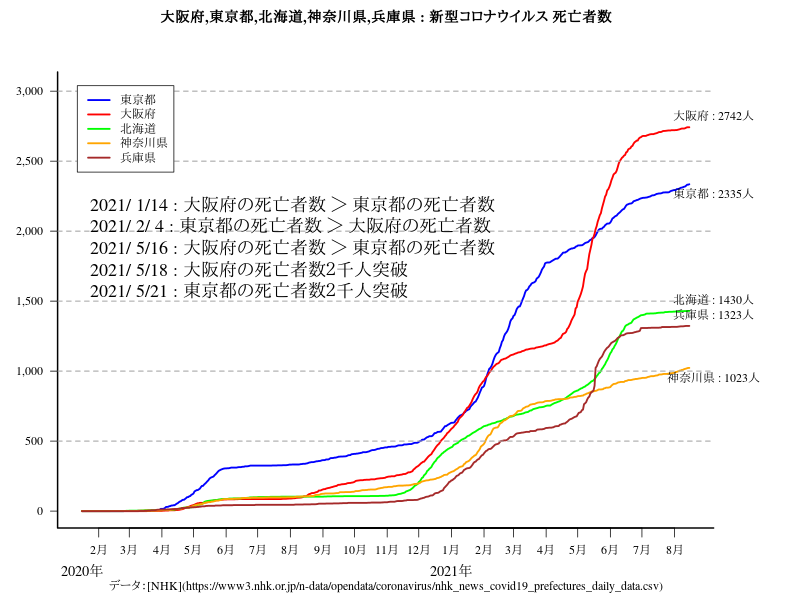 大阪府,東京都,北海道,神奈川県,兵庫県 : 新型コロナウイルス 死亡者数
3,000
2,500
2,000
1,500
1,000
500
0
東京都
大阪府
北海道
神奈川県
兵庫県
2021/ 1/14 : 大阪府の死亡者数 ＞ 東京都の死亡者数
2021/ 2/ 4 : 東京都の死亡者数 ＞ 大阪府の死亡者数
2021/ 5/16 : 大阪府の死亡者数 ＞ 東京都の死亡者数
2021/ 5/18 : 大阪府の死亡者数2千人突破
2021/ 5/21 : 東京都の死亡者数2千人突破
大阪府 : 2742人
東京都 : 2335人
北海道 : 1430人
兵庫県 : 1323人
神奈川県 : 1023人
2月 3月 4月 5月 6月 7月 8月 9月 10月 11月 12月 1月 2月 3月 4月 5月 6月 7月 8月
2020年 2021年
データ：[NHK](https://www3.nhk.or.jp/n-data/opendata/coronavirus/nhk_news_covid19_prefectures_daily_data.csv)